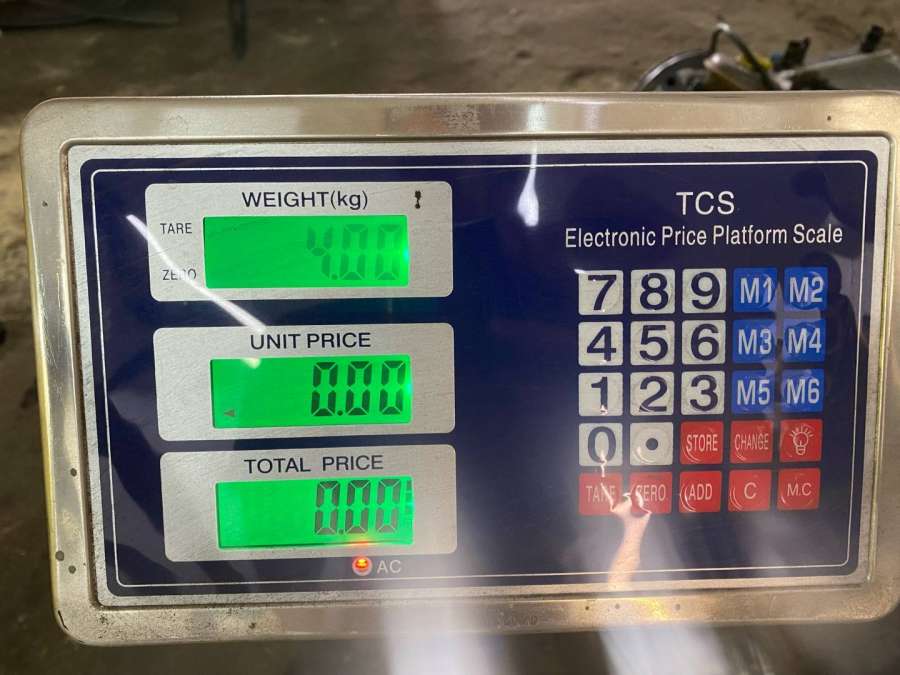 WEIGHT(kg)
TARE
4.00
ZERO
UNIT PRICE
0.00
TOTAL PRICE
0.00
AC
TCS
Electronic Price Platform Scale
7 8 9 M1 M2
4 5 6 M3 M4
1 2 3 M5 M6
0 . STORE CHANGE
TARE ZERO ADD C M.C